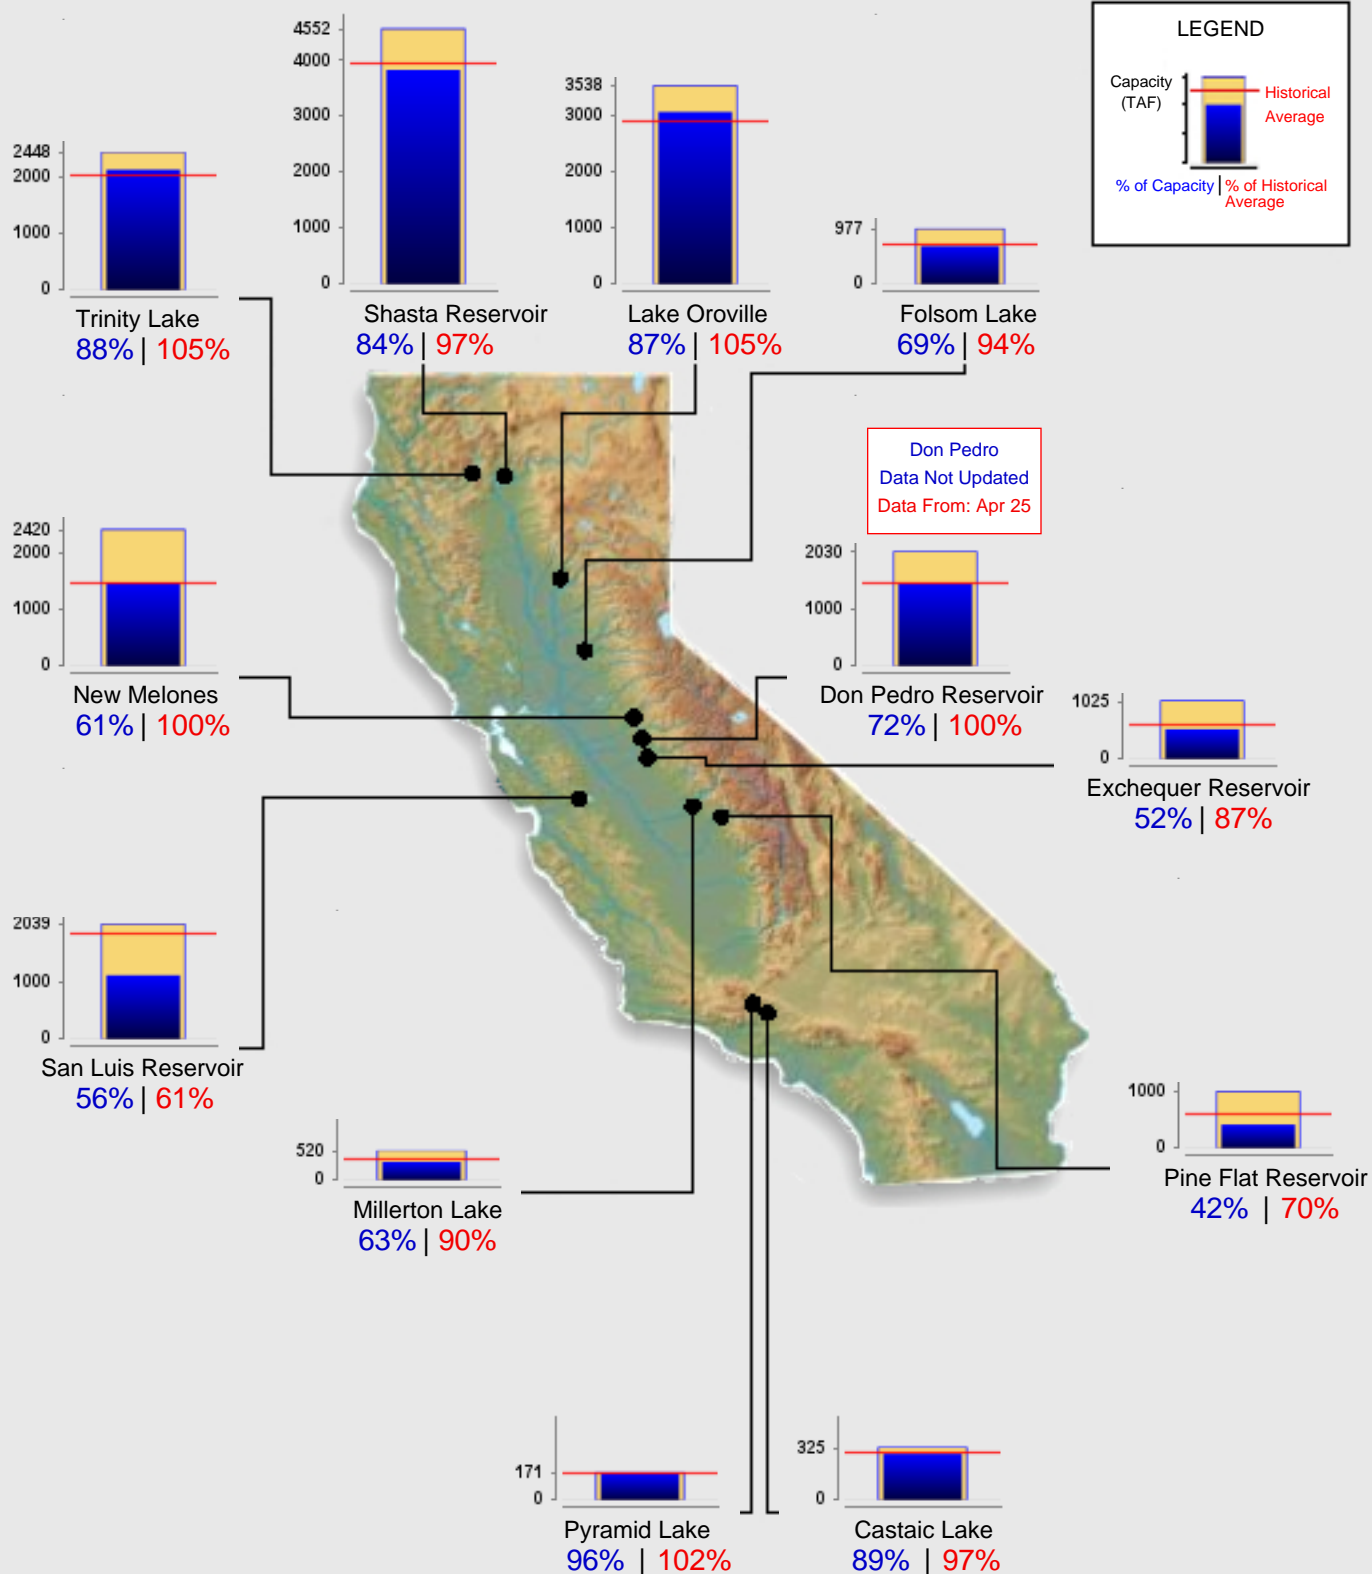 LEGEND
Capacity
(TAF)
Historical
Average
% of Capacity | % of Historical
Average
4552
4000
3000
2000
1000
0
Shasta Reservoir
84% | 97%
3538
3000
2000
1000
0
Lake Oroville
87% | 105%
2448
2000
1000
0
Trinity Lake
88% | 105%
977
0
Folsom Lake
69% | 94%
Don Pedro
Data Not Updated
Data From: Apr 25
2420
2000
1000
0
New Melones
61% | 100%
2030
1000
0
Don Pedro Reservoir
72% | 100%
1025
0
Exchequer Reservoir
52% | 87%
2039
1000
0
San Luis Reservoir
56% | 61%
520
0
Millerton Lake
63% | 90%
1000
0
Pine Flat Reservoir
42% | 70%
171
0
Pyramid Lake
96% | 102%
325
0
Castaic Lake
89% | 97%